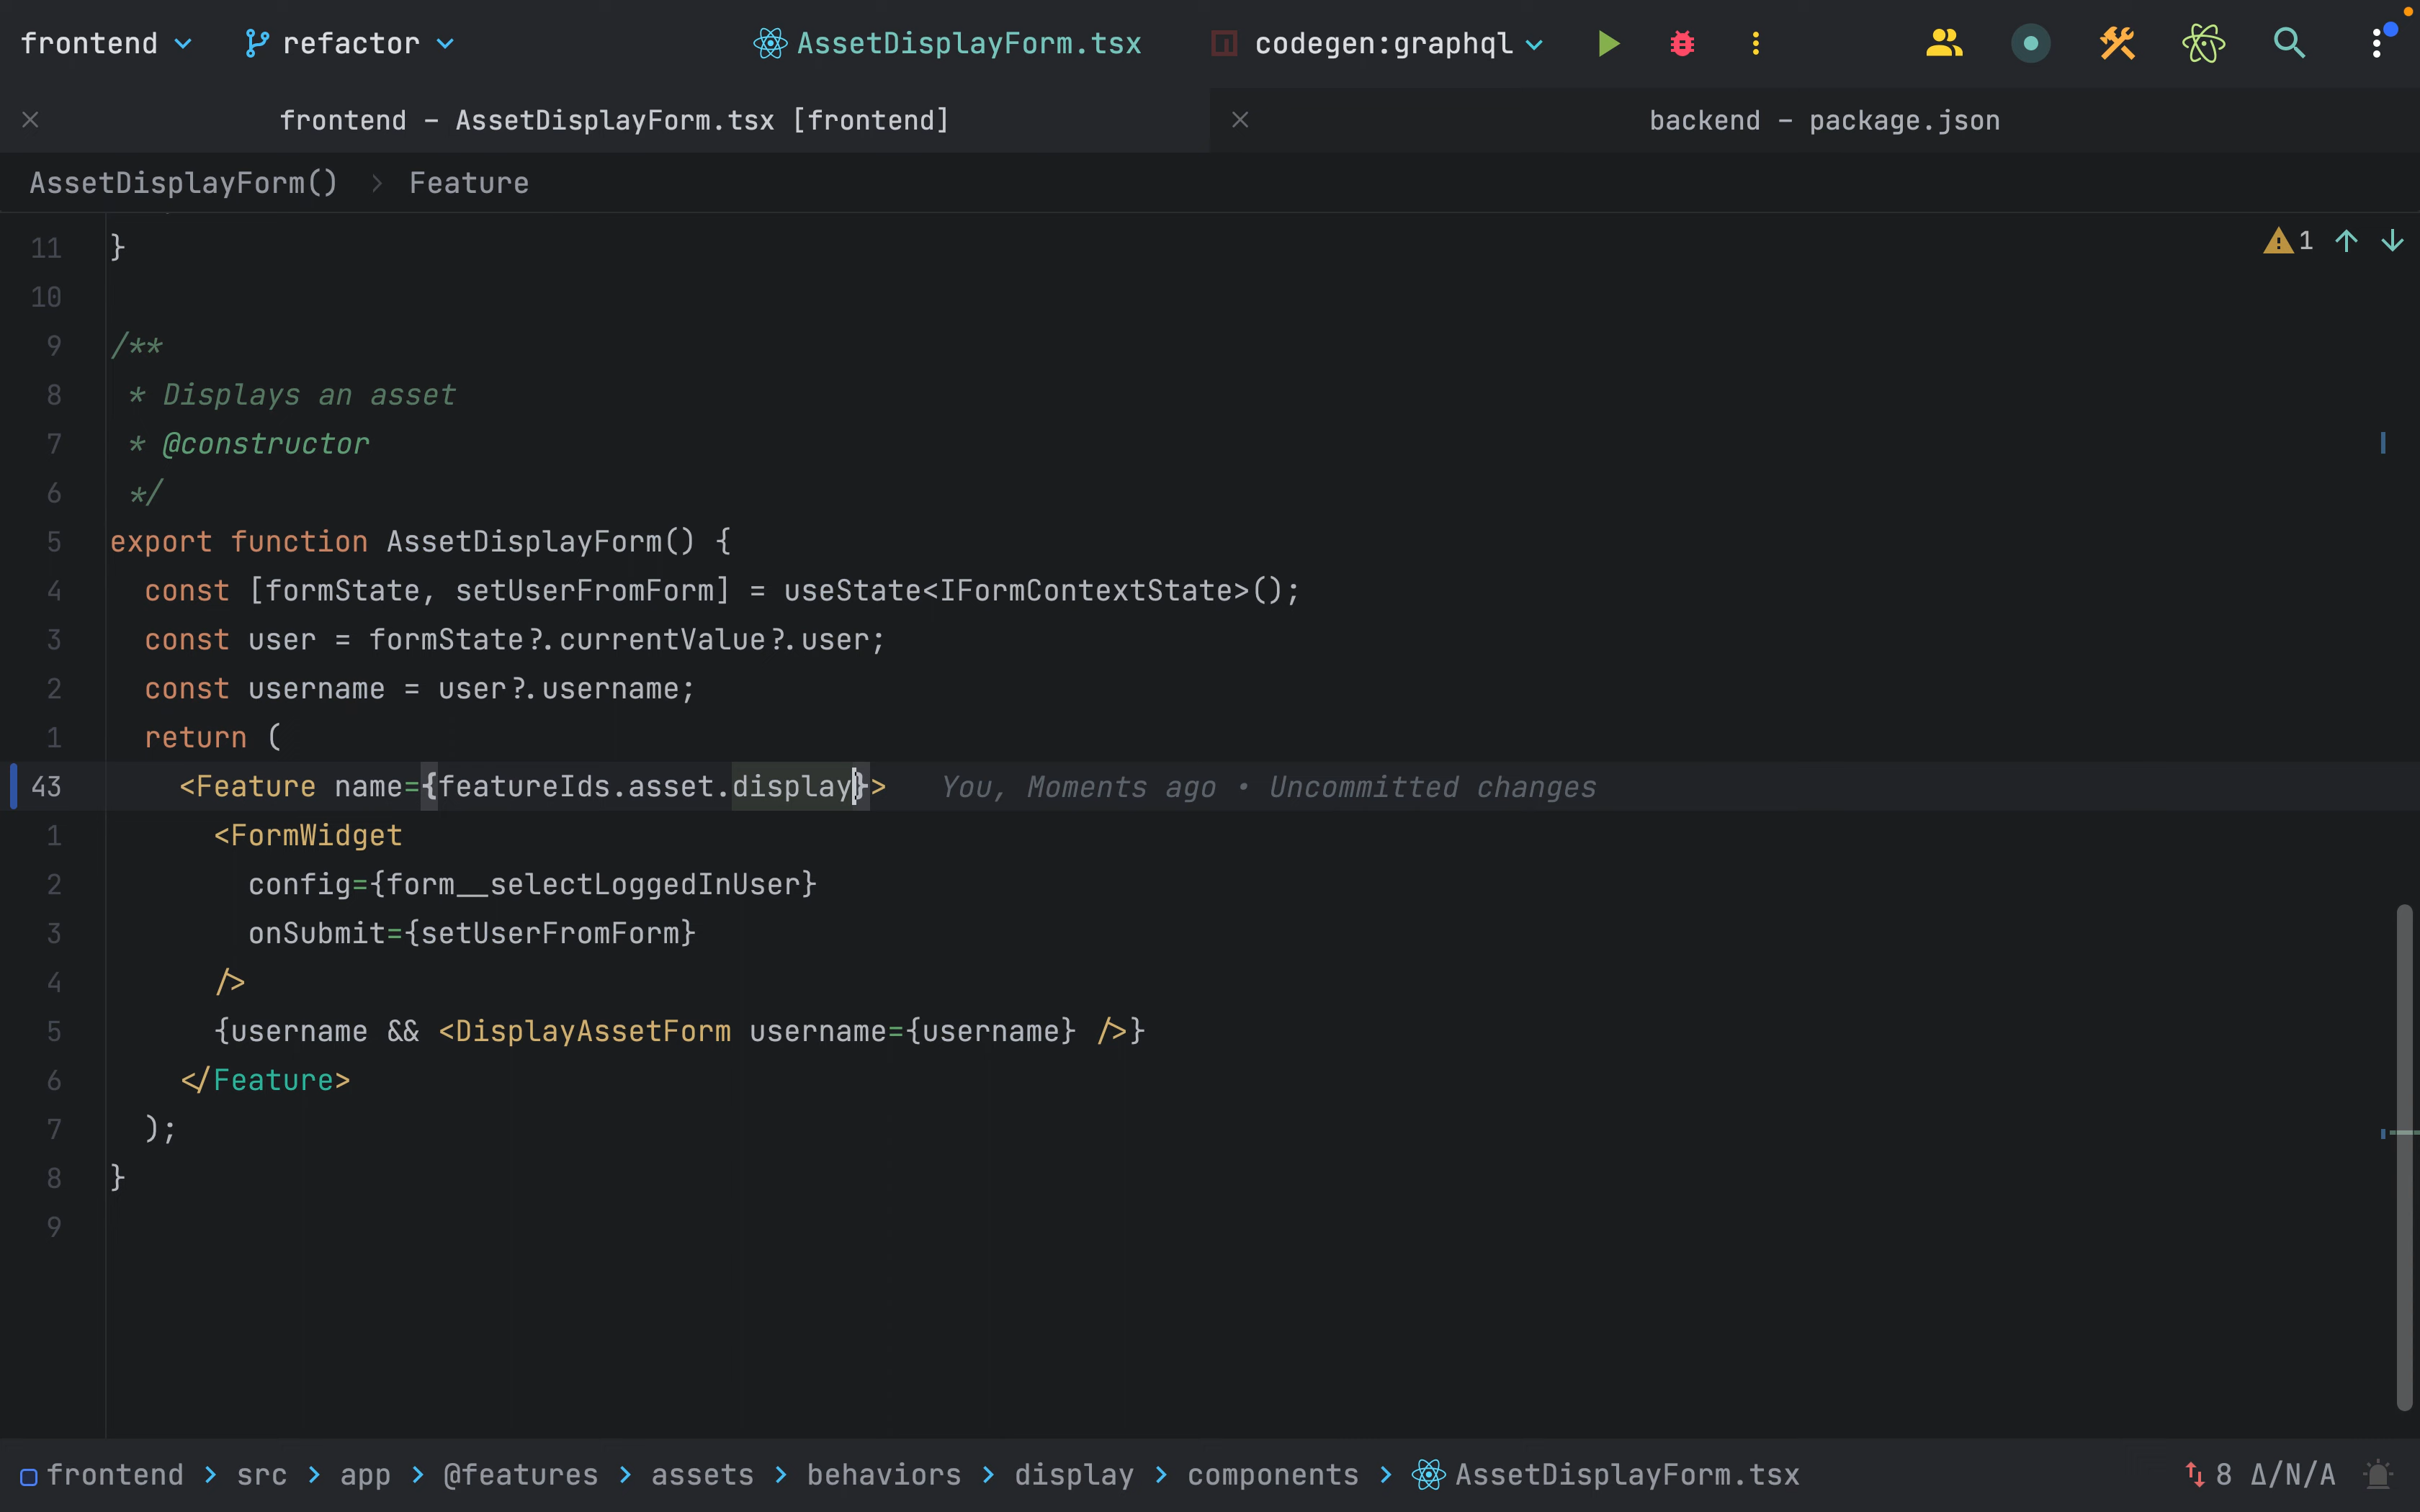 frontend refactor AssetDisplayForm.tsx codegen:graphql
frontend – AssetDisplayForm.tsx [frontend] backend – package.json
AssetDisplayForm() > Feature
11 }
1
10
9 /**
8 * Displays an asset
7 * @constructor
6 */
5 export function AssetDisplayForm() {
4 const [formState, setUserFromForm] = useState<IFormContextState>();
3 const user = formState?.currentValue?.user;
2 const username = user?.username;
1 return (
43 <Feature name={featureIds.asset.display}> You, Moments ago • Uncommitted changes
1 <FormWidget
2 config={form__selectLoggedInUser}
3 onSubmit={setUserFromForm}
4 />
5 {username && <DisplayAssetForm username={username} />}
6 </Feature>
7 );
8 }
9
frontend > src > app > @features > assets > behaviors > display > components > AssetDisplayForm.tsx 8 Δ/N/A